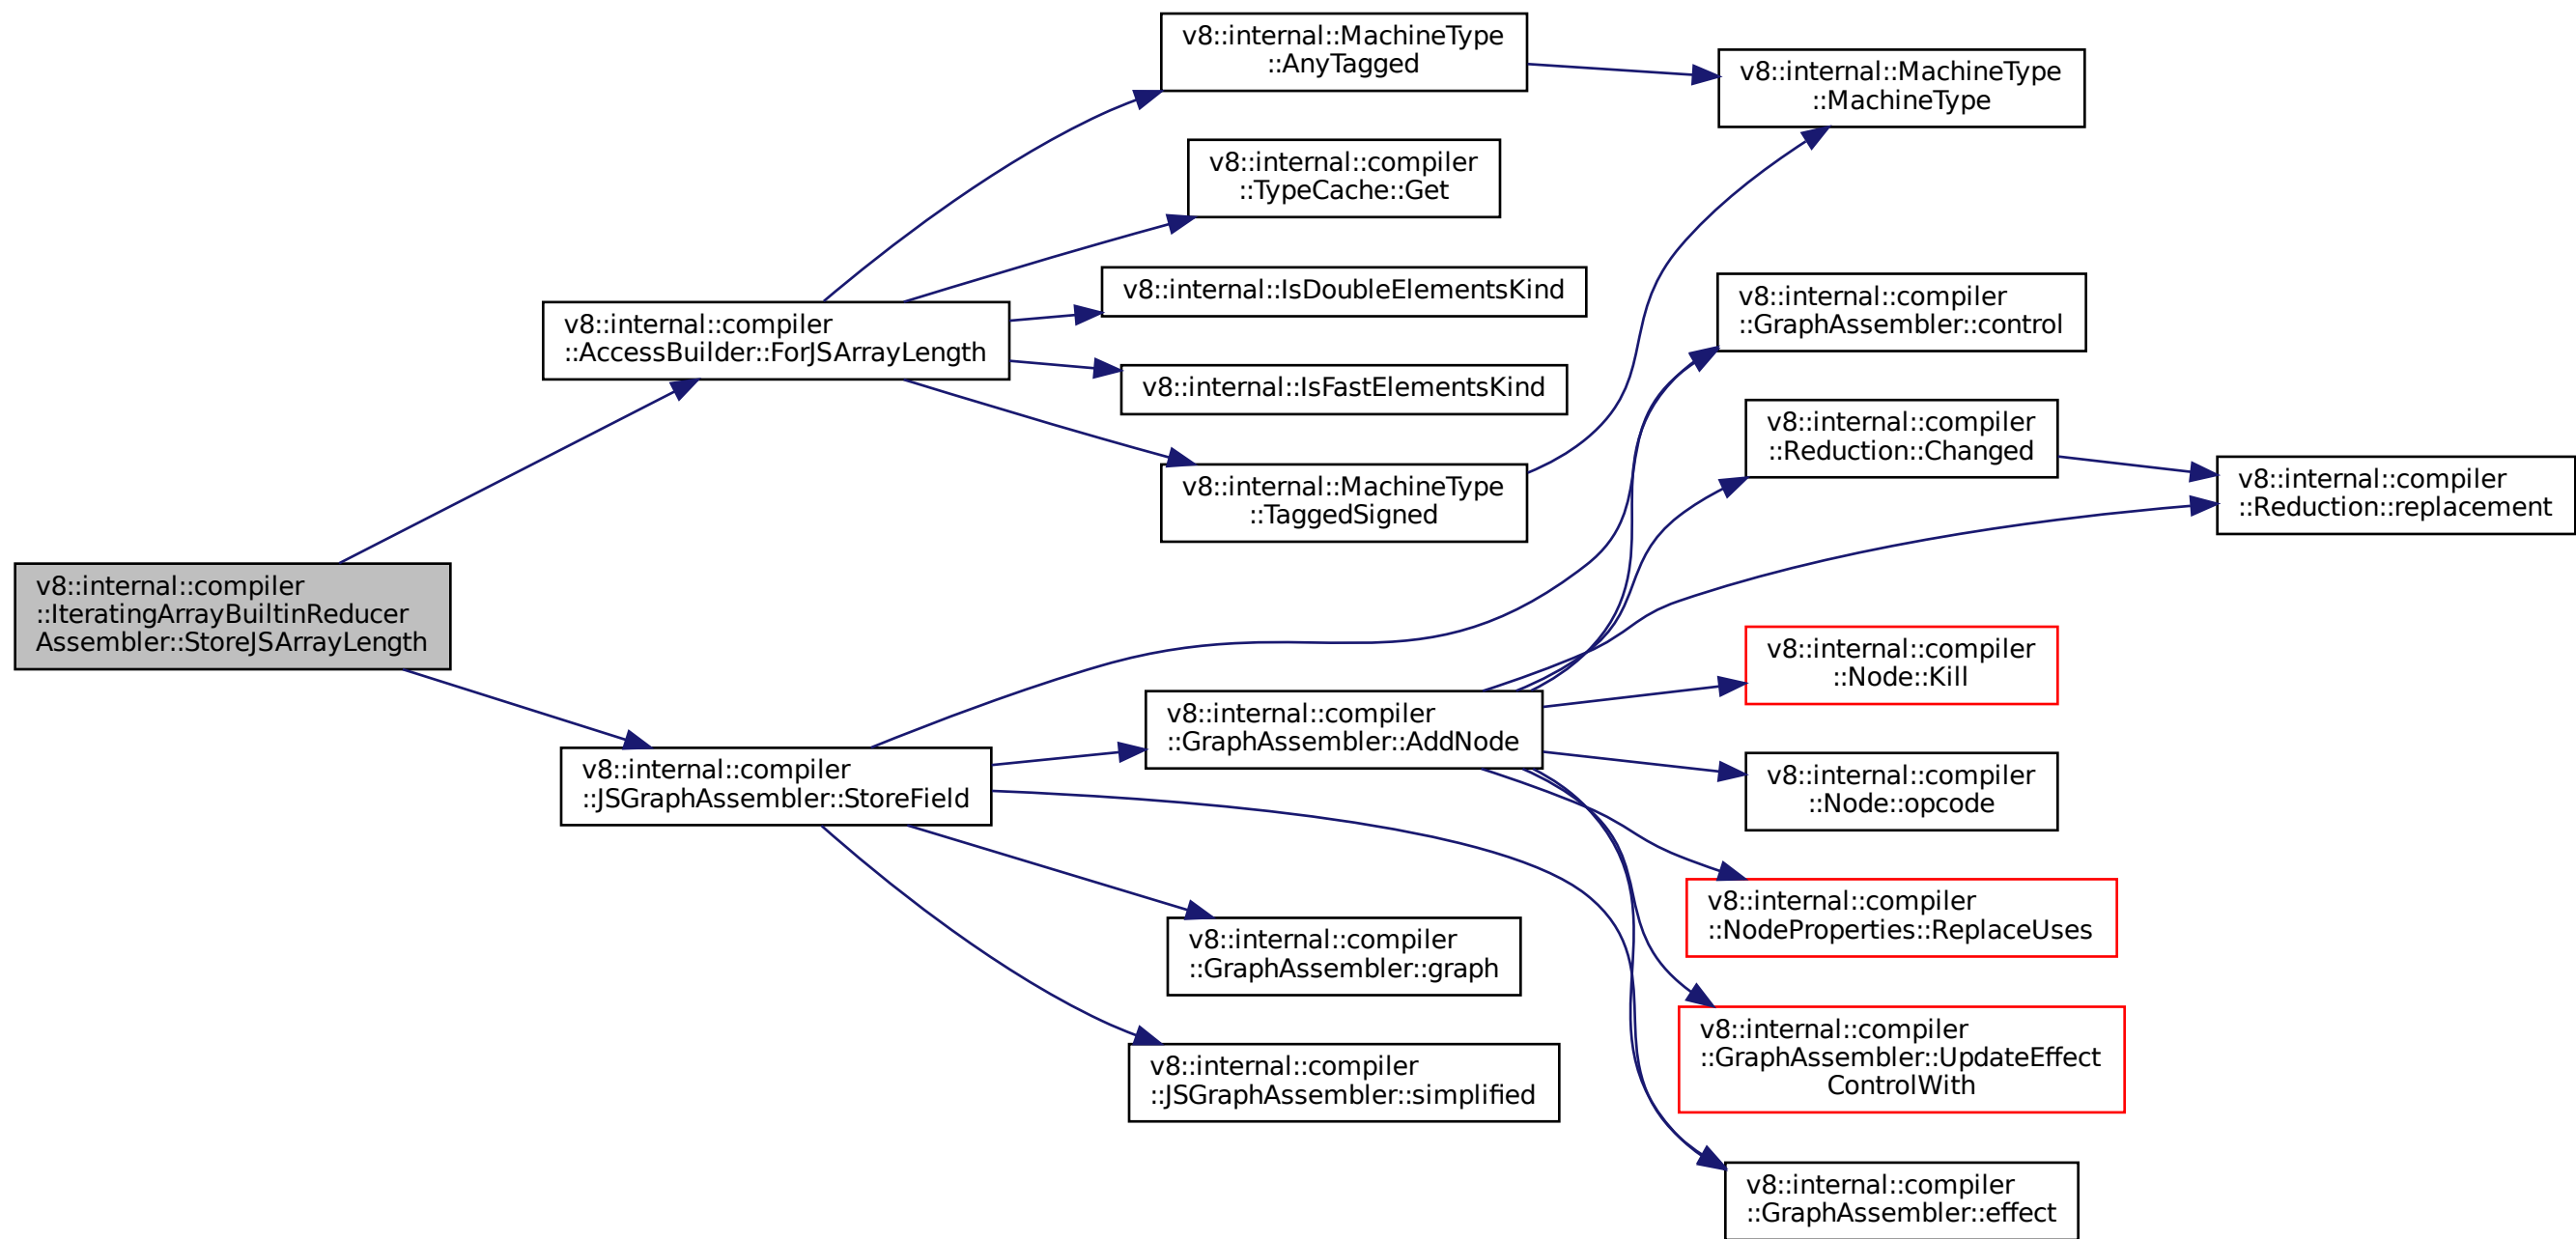 v8::internal::MachineType
::AnyTagged
v8::internal::MachineType
::MachineType
v8::internal::compiler
::TypeCache::Get
v8::internal::IsDoubleElementsKind
v8::internal::compiler
::GraphAssembler::control
v8::internal::compiler
::AccessBuilder::ForJSArrayLength
v8::internal::IsFastElementsKind
v8::internal::compiler
::Reduction::Changed
v8::internal::MachineType
::TaggedSigned
v8::internal::compiler
::Reduction::replacement
v8::internal::compiler
::IteratingArrayBuiltinReducer
Assembler::StoreJSArrayLength
v8::internal::compiler
::Node::Kill
v8::internal::compiler
::GraphAssembler::AddNode
v8::internal::compiler
::JSGraphAssembler::StoreField
v8::internal::compiler
::Node::opcode
v8::internal::compiler
::NodeProperties::ReplaceUses
v8::internal::compiler
::GraphAssembler::graph
v8::internal::compiler
::GraphAssembler::UpdateEffect
ControlWith
v8::internal::compiler
::JSGraphAssembler::simplified
v8::internal::compiler
::GraphAssembler::effect